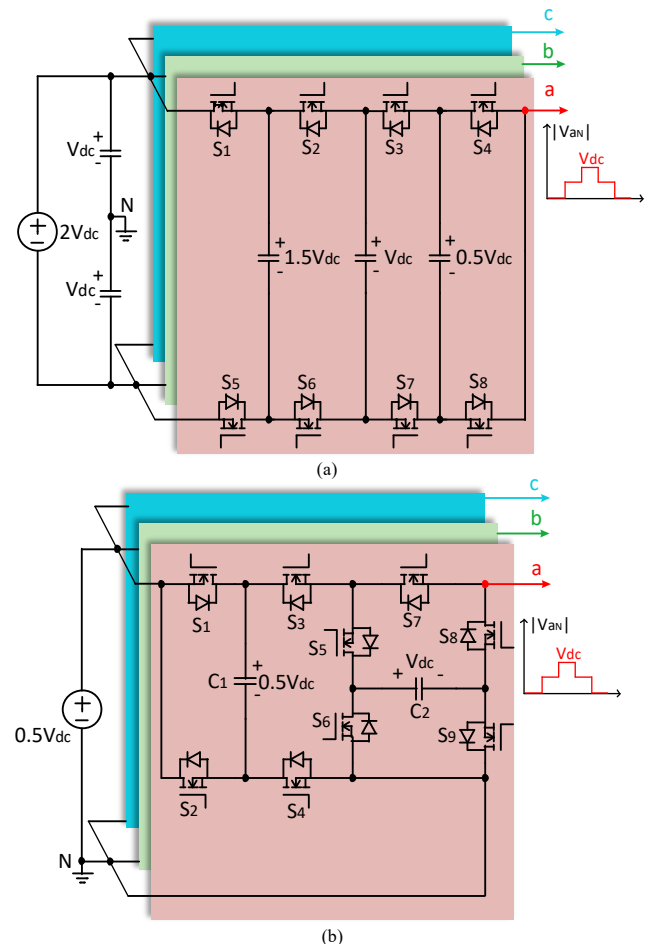 c
b
a
|VaN|
Vdc
S1
S2
S3
S4
+
Vdc
-
N
+
-
2Vdc
+
Vdc
-
+
1.5Vdc
-
+
Vdc
-
+
0.5Vdc
-
S5
S6
S7
S8
(a)
c
b
a
|VaN|
Vdc
S1
S3
S7
S5
S8
+
Vdc
-
C1
+
0.5Vdc
-
C2
S6
S9
+
-
0.5Vdc
S2
S4
N
(b)